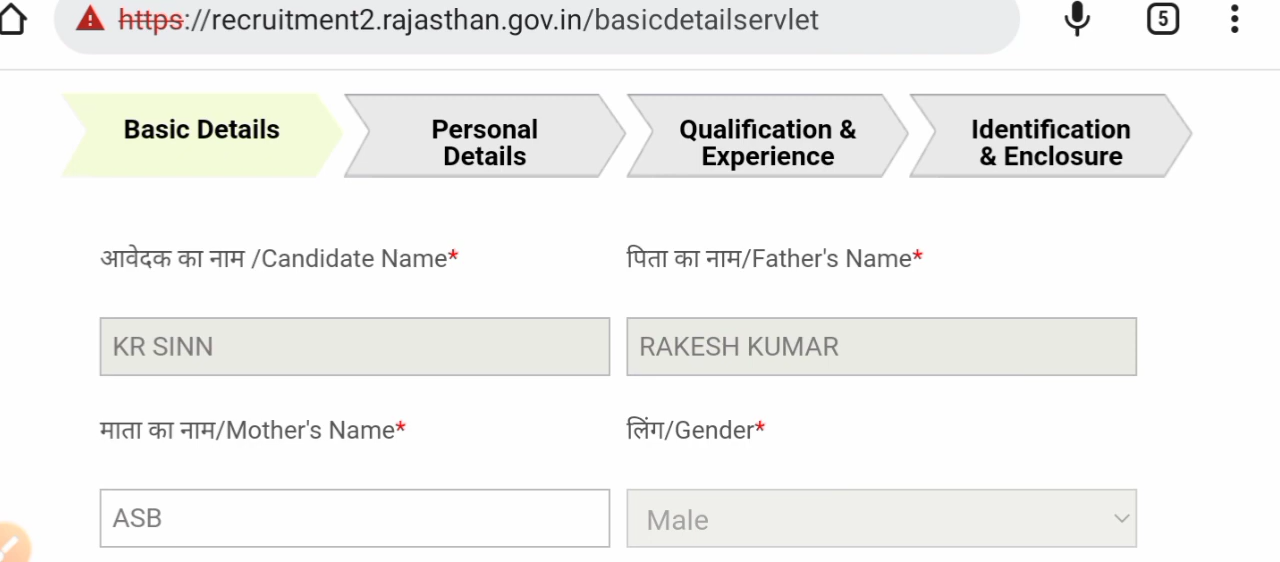 https://recruitment2.rajasthan.gov.in/basicdetailservlet
5
Basic Details
Personal
Details
Qualification &
Experience
Identification
& Enclosure
आवेदक का नाम /Candidate Name*
पिता का नाम/Father's Name*
KR SINN
RAKESH KUMAR
माता का नाम/Mother's Name*
लिंग/Gender*
ASB
Male